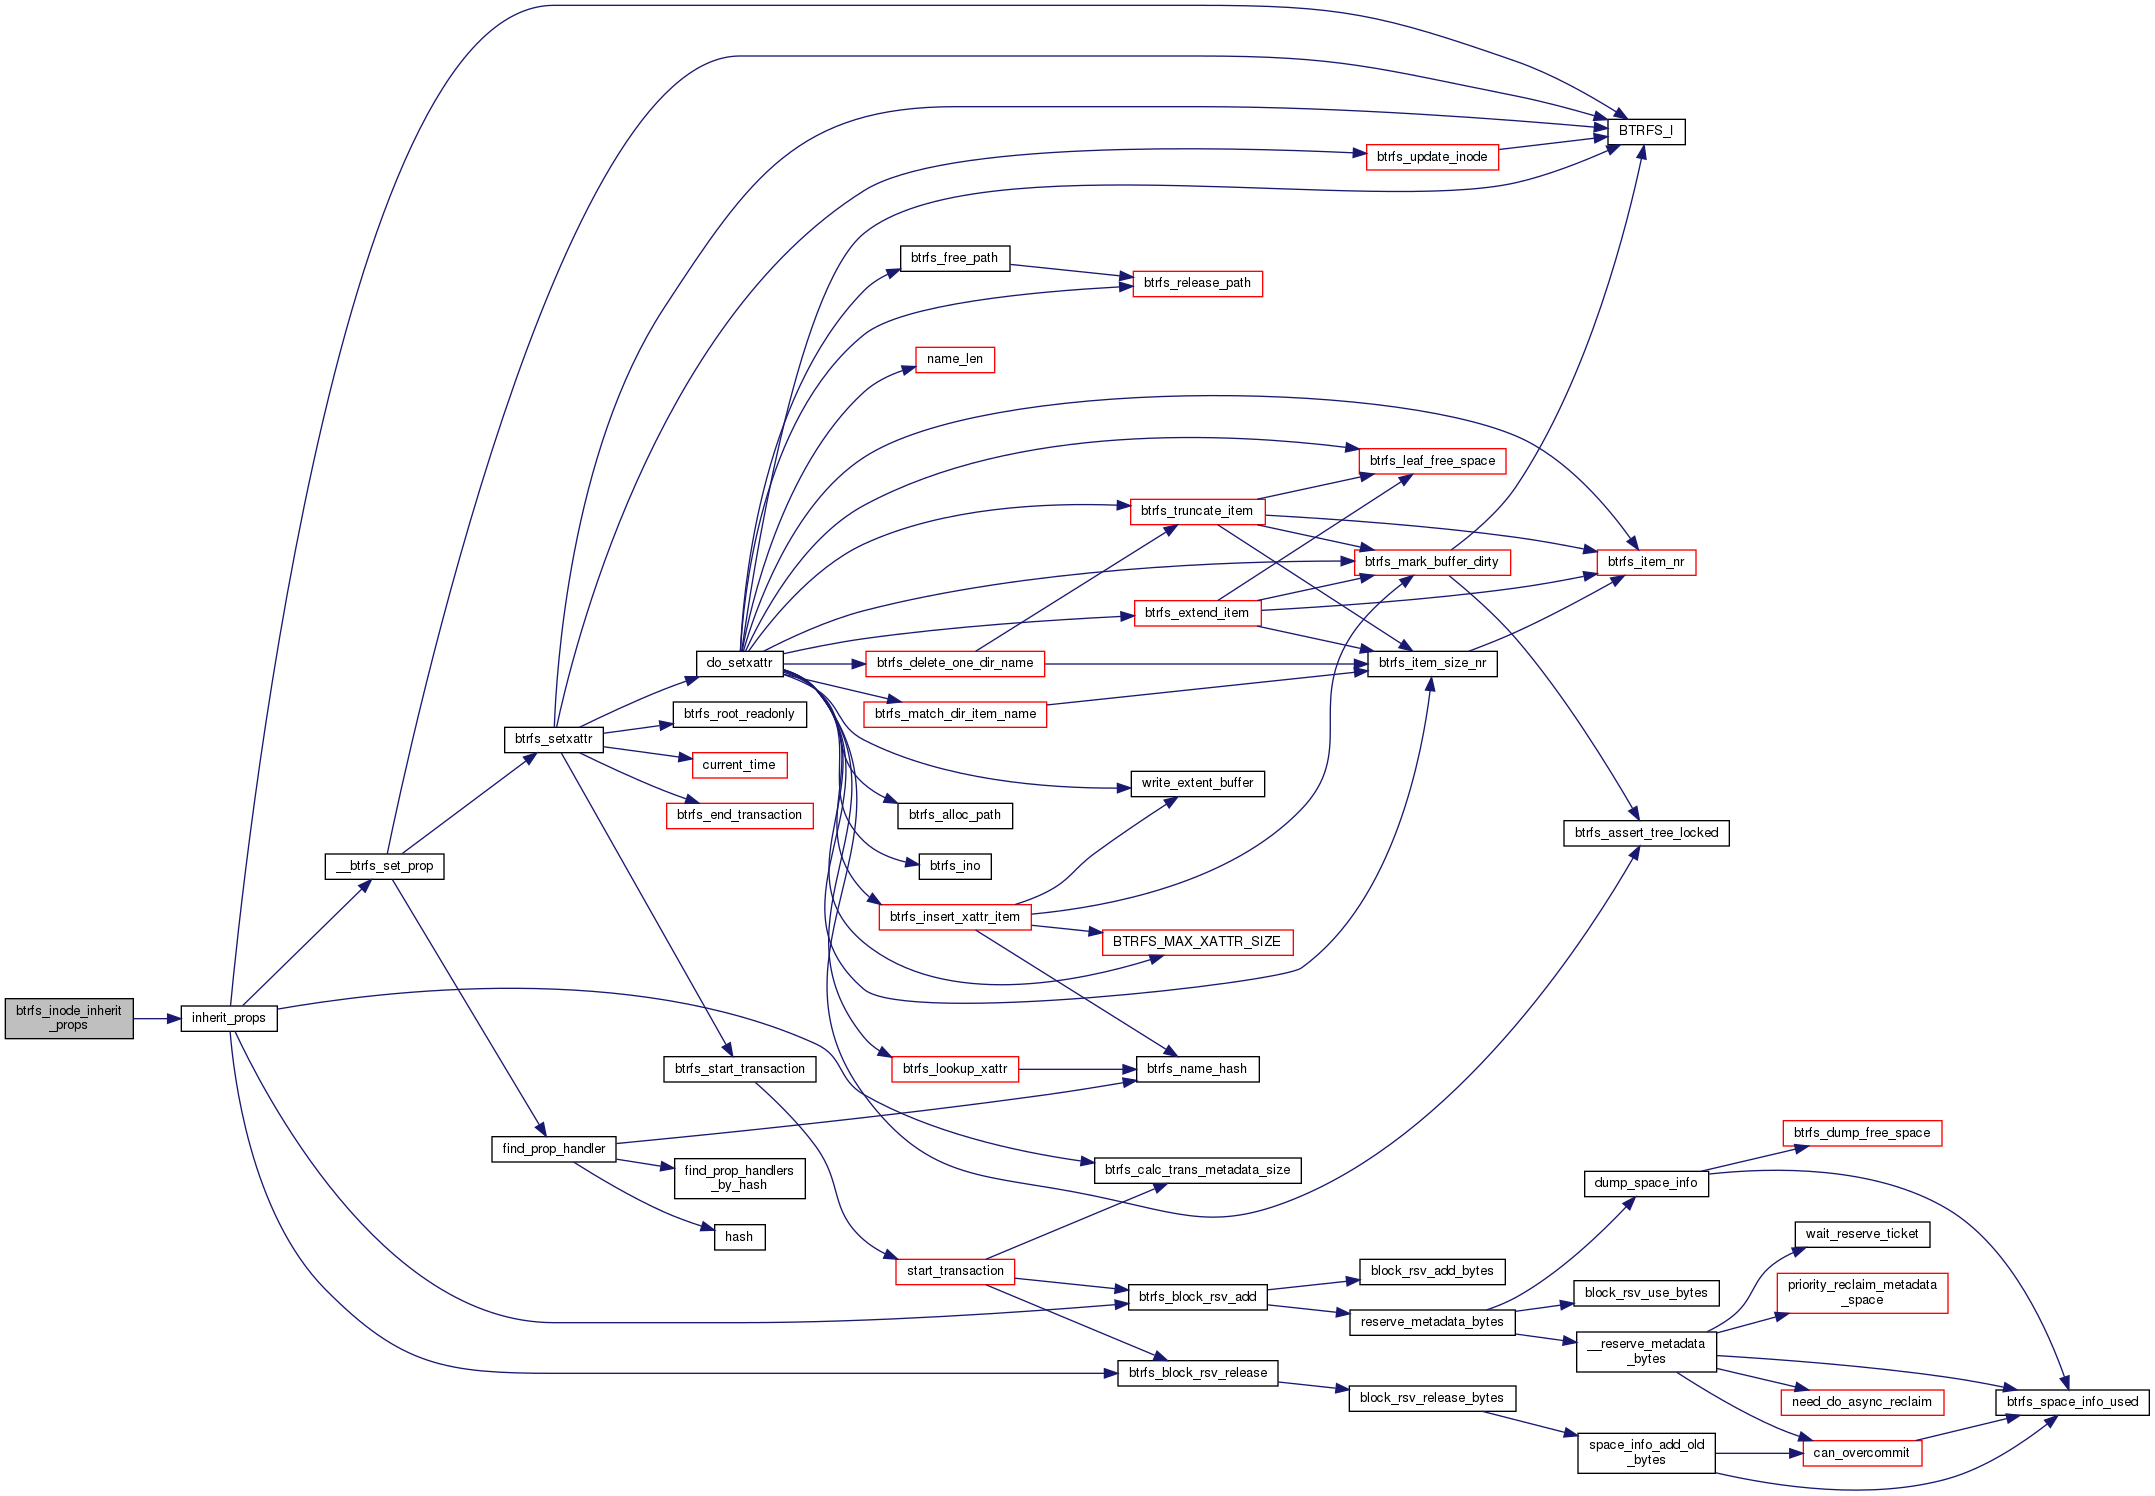 BTRFS_I
btrfs_update_inode
btrfs_free_path
btrfs_release_path
name_len
btrfs_leaf_free_space
btrfs_truncate_item
btrfs_mark_buffer_dirty
btrfs_item_nr
btrfs_extend_item
do_setxattr
btrfs_delete_one_dir_name
btrfs_item_size_nr
btrfs_match_dir_item_name
btrfs_root_readonly
btrfs_setxattr
current_time
write_extent_buffer
btrfs_end_transaction
btrfs_alloc_path
btrfs_assert_tree_locked
__btrfs_set_prop
btrfs_ino
btrfs_insert_xattr_item
BTRFS_MAX_XATTR_SIZE
btrfs_inode_inherit
_props
inherit_props
btrfs_start_transaction
btrfs_lookup_xattr
btrfs_name_hash
btrfs_dump_free_space
find_prop_handler
find_prop_handlers
_by_hash
btrfs_calc_trans_metadata_size
dump_space_info
hash
wait_reserve_ticket
start_transaction
block_rsv_add_bytes
btrfs_block_rsv_add
block_rsv_use_bytes
priority_reclaim_metadata
_space
reserve_metadata_bytes
__reserve_metadata
_bytes
btrfs_block_rsv_release
block_rsv_release_bytes
need_do_async_reclaim
btrfs_space_info_used
space_info_add_old
_bytes
can_overcommit